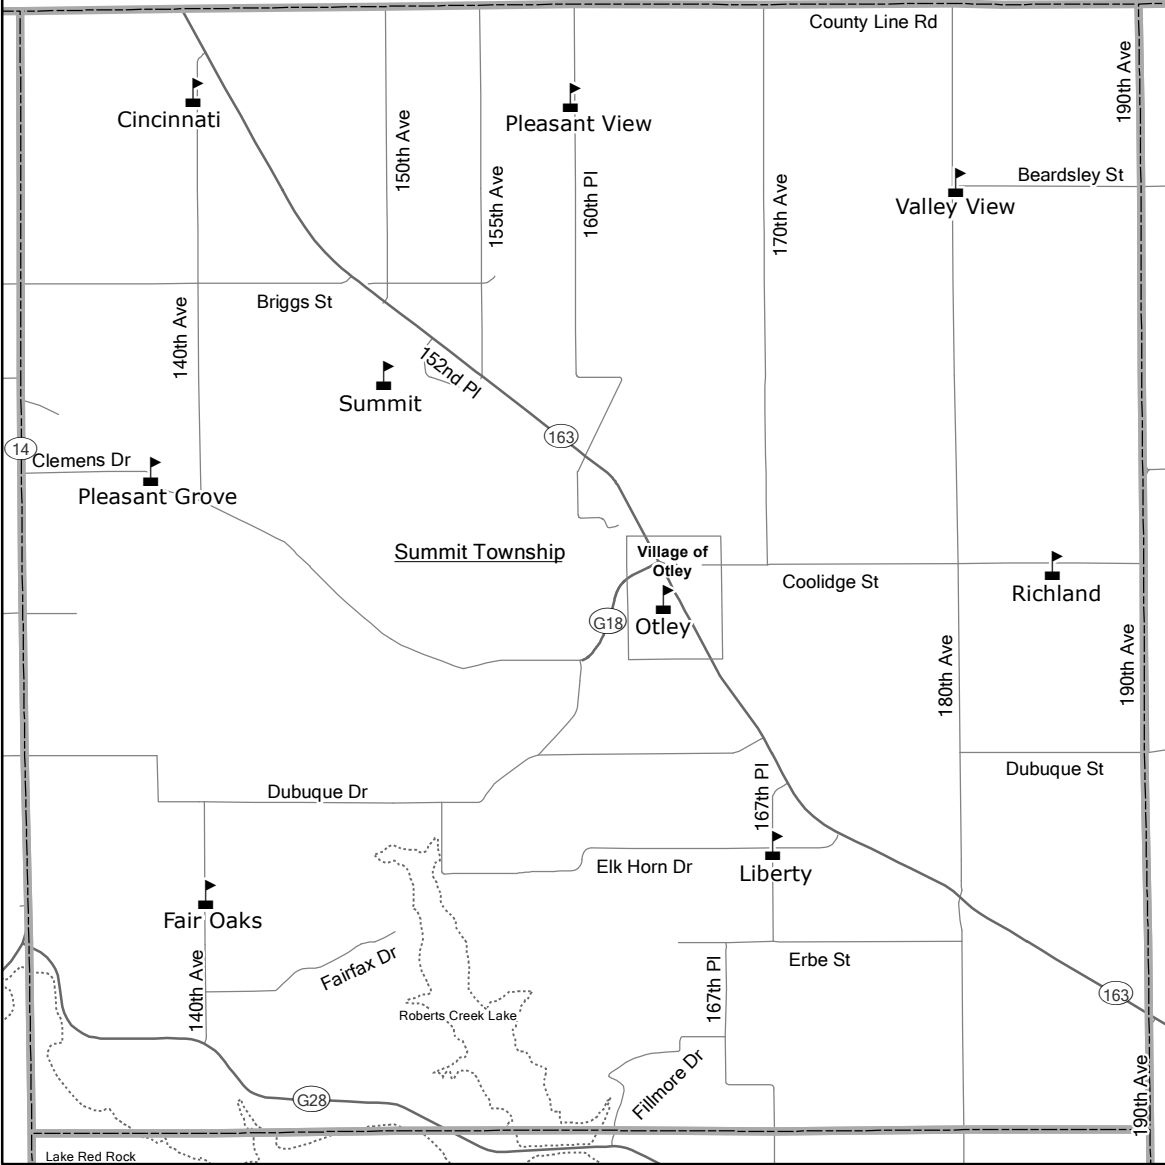 County Line Rd
190th Ave
Cincinnati
Pleasant View
150th Ave
155th Ave
160th Pl
170th Ave
Beardsley St
Valley View
Briggs St
140th Ave
152nd Pl
Summit
163
14
Clemens Dr
Pleasant Grove
Summit Township
Village of
Otley
Coolidge St
Richland
G18
Otley
180th Ave
190th Ave
Dubuque St
Dubuque Dr
167th Pl
Elk Horn Dr
Liberty
Fair Oaks
140th Ave
Fairfax Dr
Erbe St
167th Pl
163
Roberts Creek Lake
Fillmore Dr
G28
190th Ave
Lake Red Rock